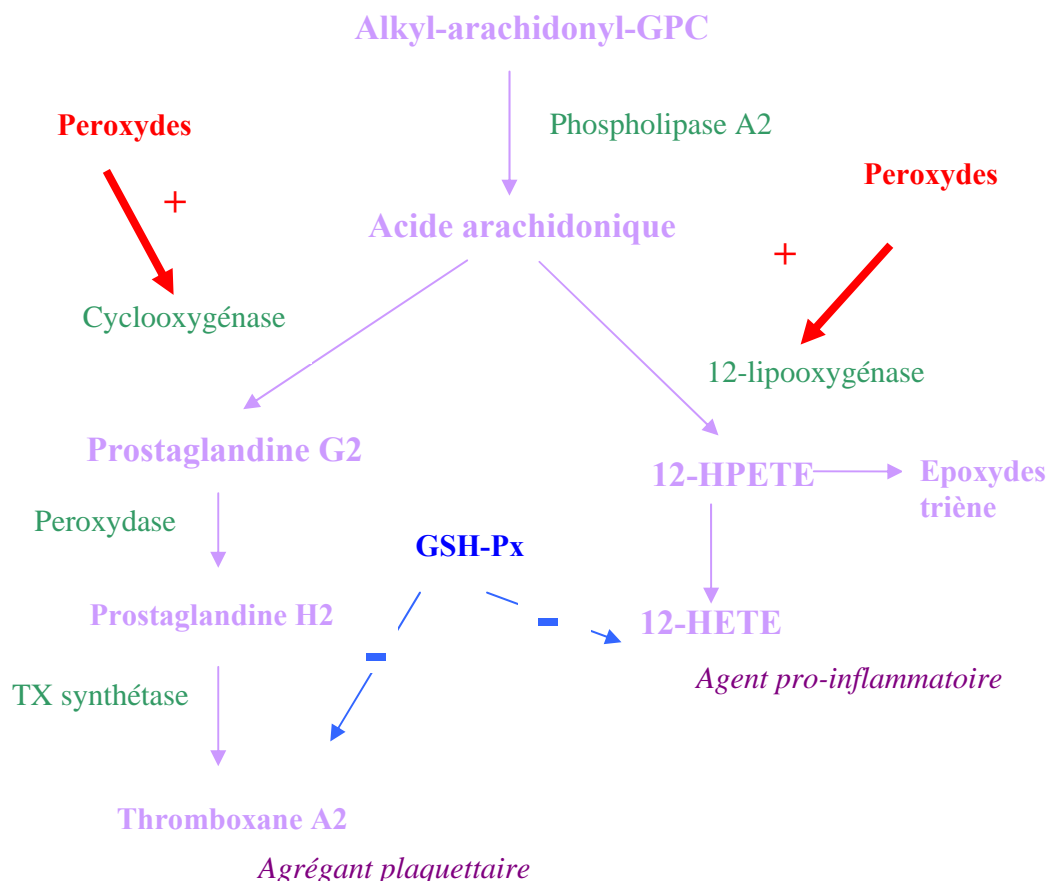 Alkyl-arachidonyl-GPC
Peroxydes
Phospholipase A2
Peroxydes
+
Acide arachidonique
+
Cyclooxygénase
12-lipooxygénase
Prostaglandine G2
12-HPETE
Epoxydes
triène
Peroxydase
GSH-Px
Prostaglandine H2
-
12-HETE
-
Agent pro-inflammatoire
TX synthétase
Thromboxane A2
Agrégant plaquettaire